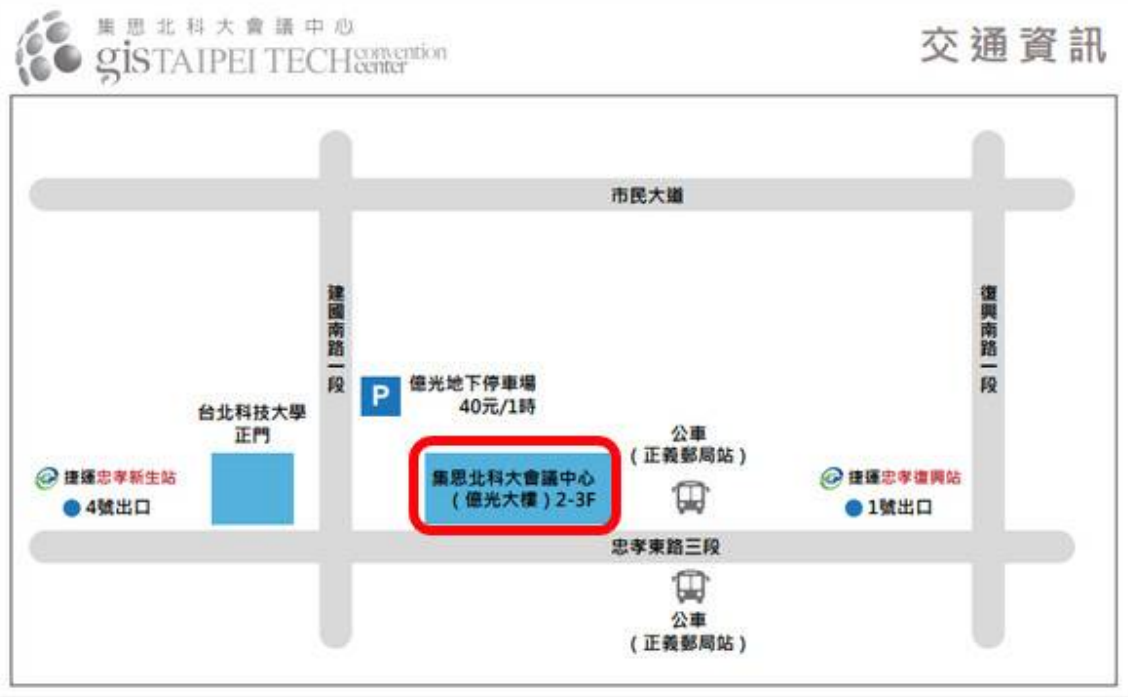 集思北科大會議中心
gisTAIPEI TECH convention center
交通資訊
市民大道
建國南路一段
復興南路一段
P
億光地下停車場
40元/1時
台北科技大學
正門
公車
(正義郵局站)
捷運忠孝新生站
4號出口
集思北科大會議中心
(億光大樓)2-3F
捷運忠孝復興站
1號出口
忠孝東路三段
公車
(正義郵局站)